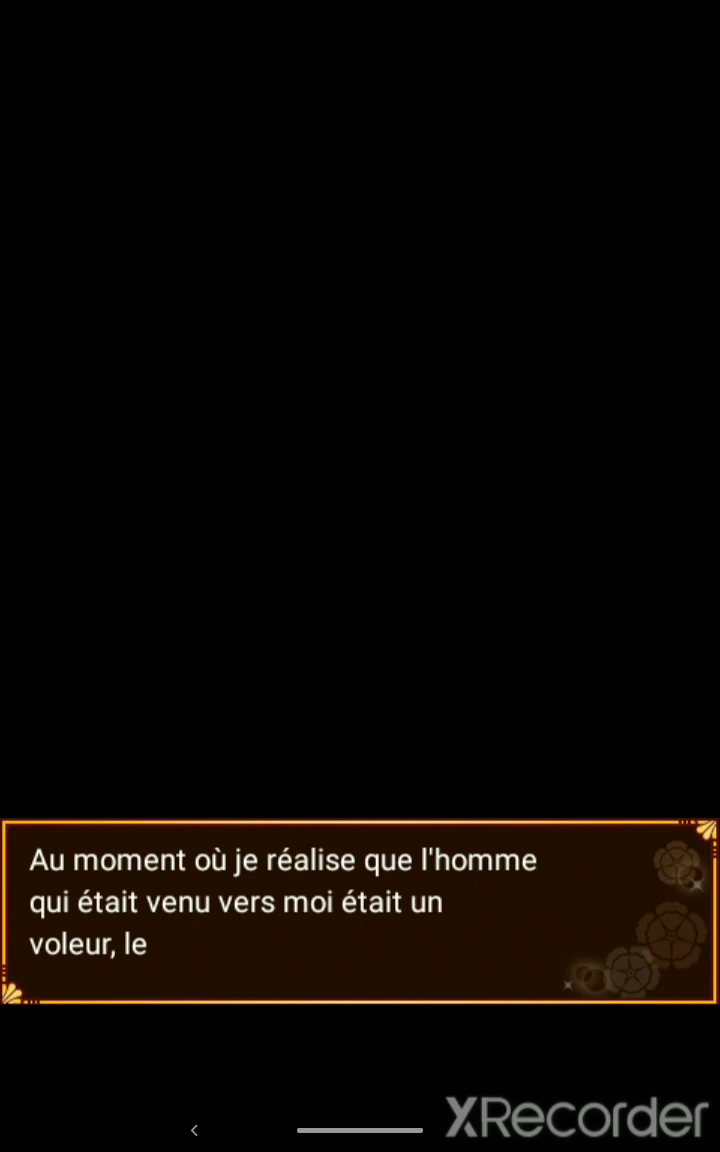 Au moment où je réalise que l'homme
qui était venu vers moi était un
voleur, le
XRecorder